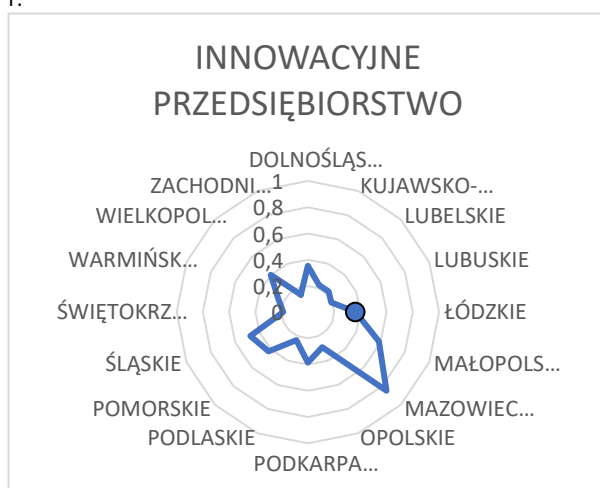 1.
INNOWACYJNE
PRZEDSIĘBIORSTWO
DOLNOŚLĄS...
ZACHODNI...
KUJAWSKO-...
WIELKOPOL...
LUBELSKIE
WARMIŃSK...
LUBUSKIE
ŚWIĘTOKRZ...
ŁÓDZKIE
ŚLĄSKIE
MAŁOPOLS...
POMORSKIE
MAZOWIEC...
PODLASKIE
OPOLSKIE
PODKARPA...
1
0,8
0,6
0,4
0,2
0